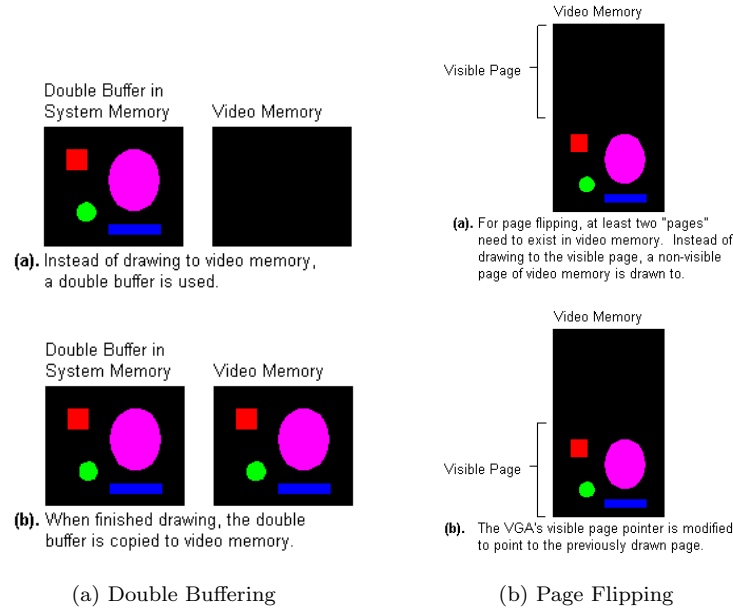 Double Buffer in
System Memory
Video Memory
(a). Instead of drawing to video memory,
a double buffer is used.
Double Buffer in
System Memory
Video Memory
(b). When finished drawing, the double
buffer is copied to video memory.
(a) Double Buffering
Video Memory
Visible Page
(a). For page flipping, at least two "pages"
need to exist in video memory. Instead of
drawing to the visible page, a non-visible
page of video memory is drawn to.
Video Memory
Visible Page
(b). The VGA's visible page pointer is modified
to point to the previously drawn page.
(b) Page Flipping